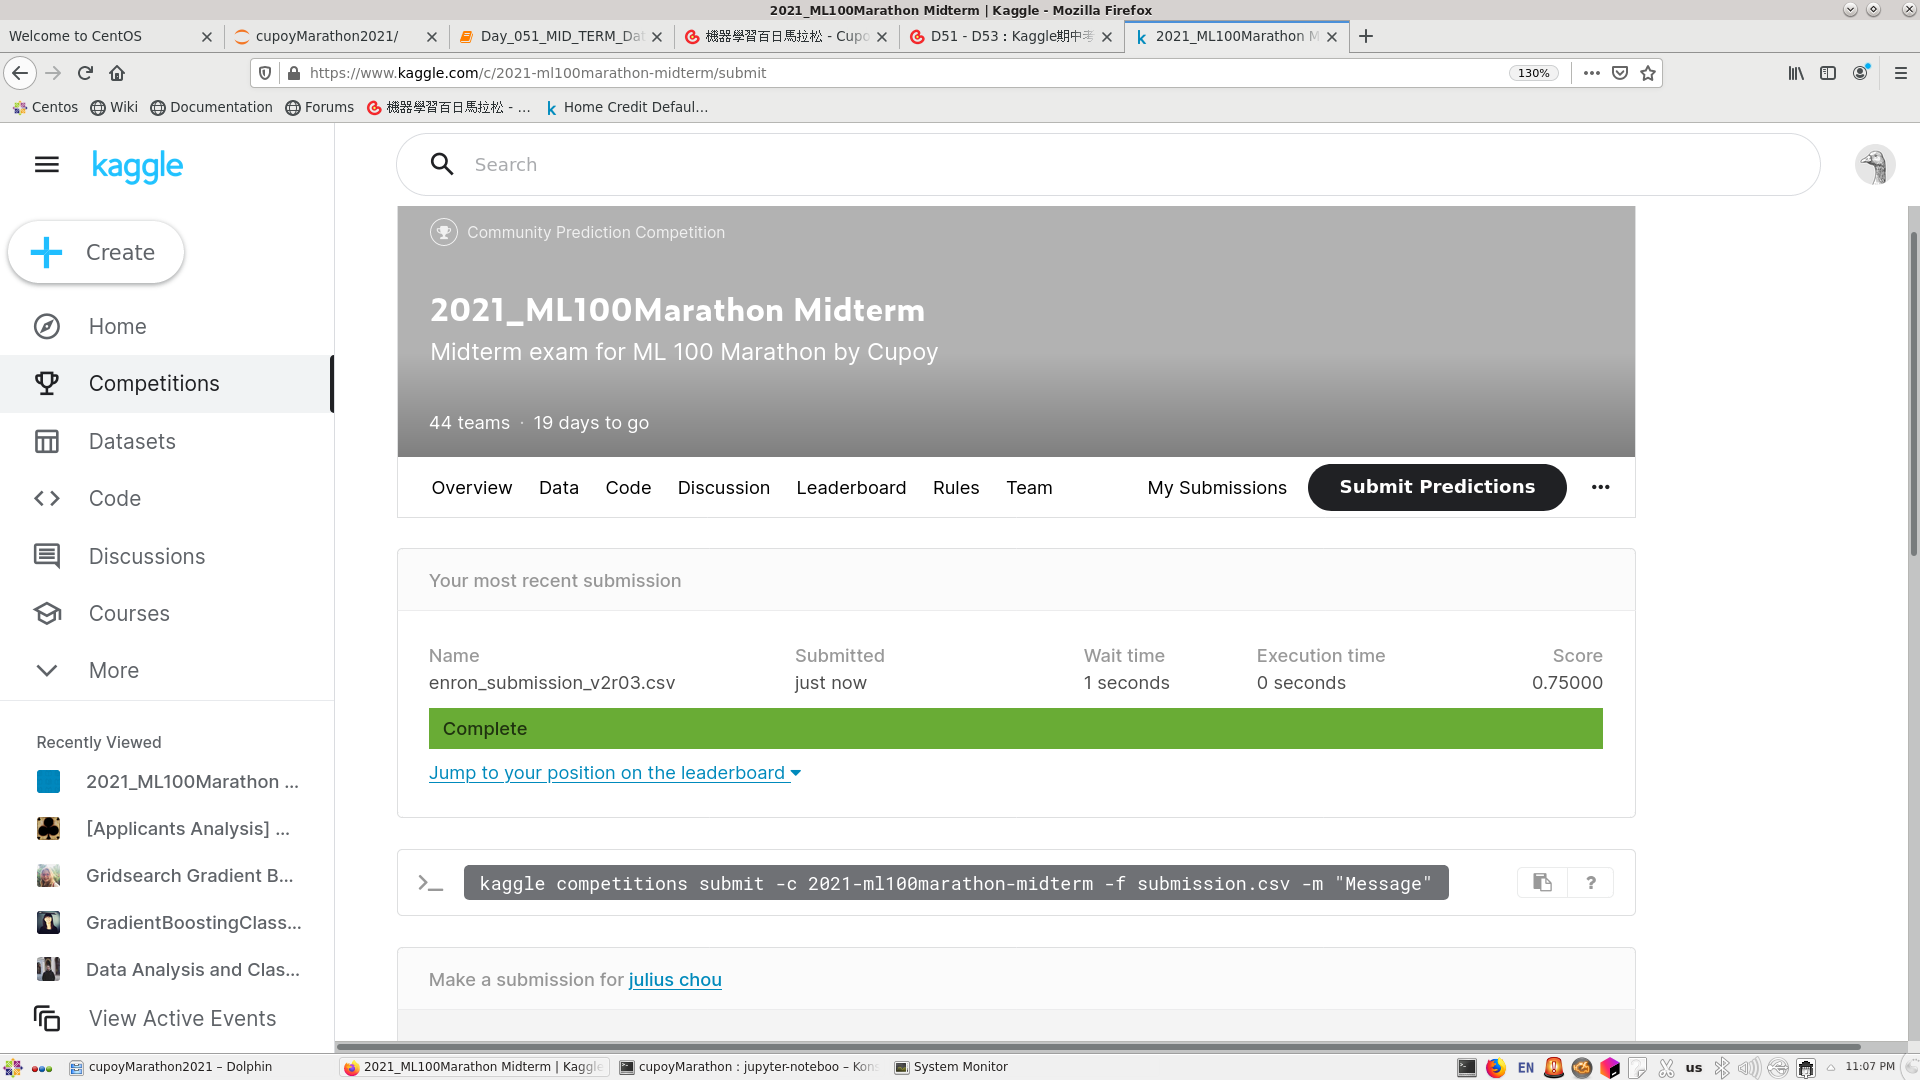 2021_ML100Marathon Midterm | Kaggle - Mozilla Firefox
Welcome to CentOS
cupoyMarathon2021/
Day_051_MID_TERM_Da
機器學習百日馬拉松 - Cupo
D51 - D53 : Kaggle期中考
2021_ML100Marathon M
https://www.kaggle.com/c/2021-ml100marathon-midterm/submit
130%
Centos
Wiki
Documentation
Forums
機器學習百日馬拉松 - ...
Home Credit Defaul...
kaggle
Search
Create
Home
Competitions
Datasets
Code
Discussions
Courses
More
Recently Viewed
2021_ML100Marathon ...
[Applicants Analysis] ...
Gridsearch Gradient B...
GradientBoostingClass...
Data Analysis and Clas...
View Active Events
Community Prediction Competition
2021_ML100Marathon Midterm
Midterm exam for ML 100 Marathon by Cupoy
44 teams · 19 days to go
Overview Data Code Discussion Leaderboard Rules Team My Submissions Submit Predictions
Your most recent submission
Name Submitted Wait time Execution time Score
enron_submission_v2r03.csv just now 1 seconds 0 seconds 0.75000
Complete
Jump to your position on the leaderboard
kaggle competitions submit -c 2021-ml100marathon-midterm -f submission.csv -m "Message"
?
Make a submission for julius chou
cupoyMarathon2021 – Dolphin
2021_ML100Marathon Midterm | Kaggle
cupoyMarathon : jupyter-noteboo – Kons
System Monitor
EN
us
11:07 PM